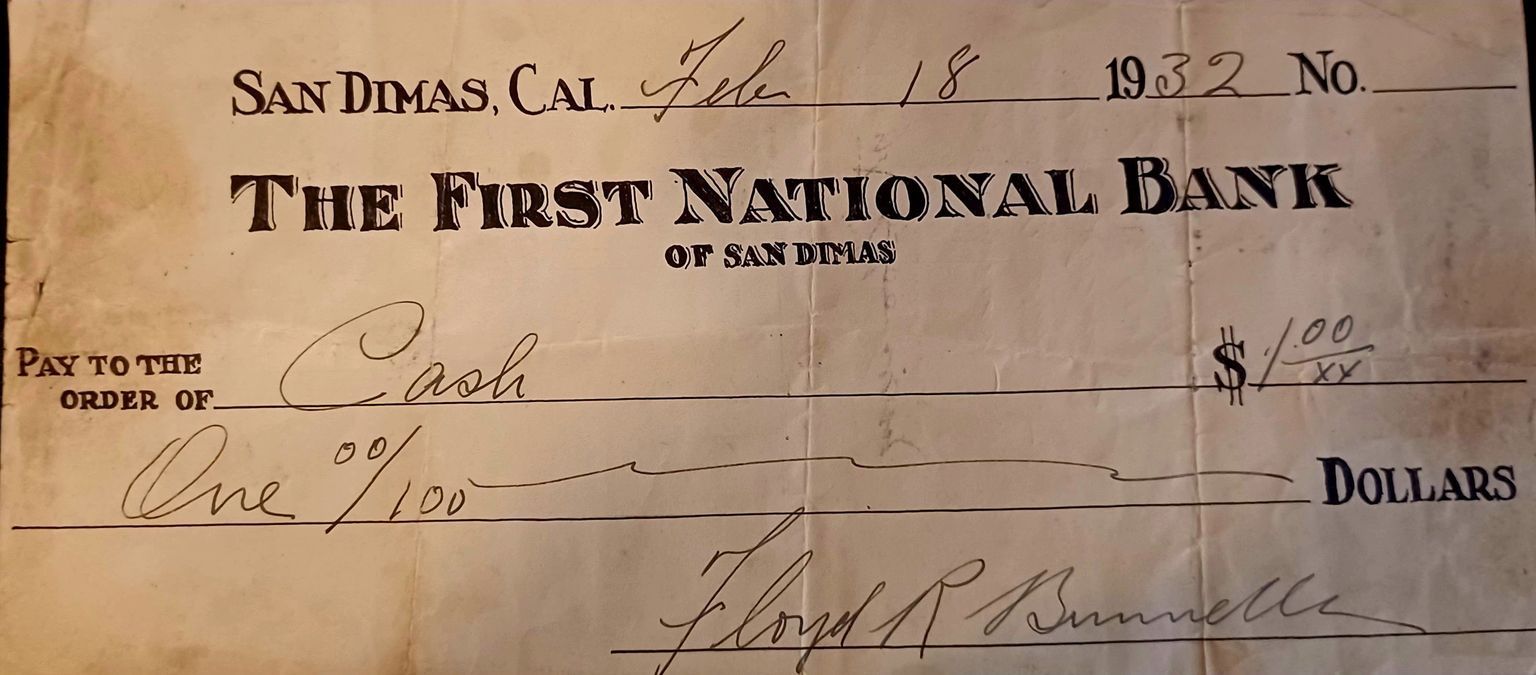 SAN DIMAS, CAL. Feb 18 1932 No.
THE FIRST NATIONAL BANK
OF SAN DIMAS
PAY TO THE
ORDER OF Cash $ 1.00/xx
One 00/100 DOLLARS
Floyd R Bunnelle